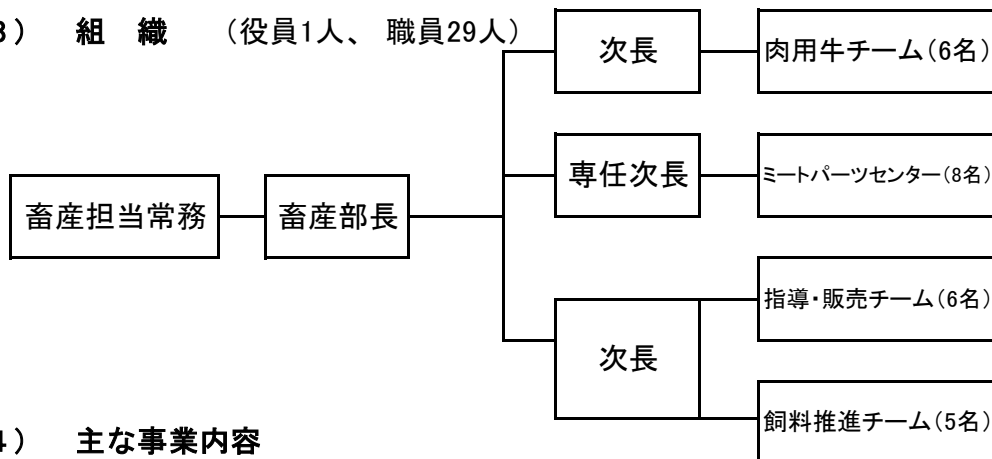 3） 組 織 （役員1人、 職員29人）
次長
肉用牛チーム（6名）
専任次長
ミートパーツセンター（8名）
畜産担当常務
畜産部長
指導・販売チーム（6名）
次長
飼料推進チーム（5名）
4） 主な事業内容